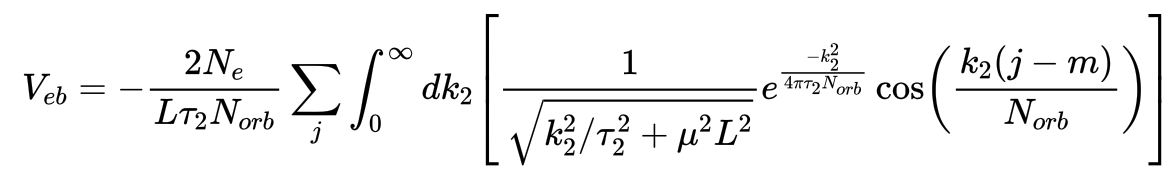 V_{eb} = -\frac{2N_e}{L\tau_2 N_{orb}} \sum_j \int_0^\infty dk_2 \left[ \frac{1}{\sqrt{k_2^2/\tau_2^2 + \mu^2 L^2}} e^{\frac{-k_2^2}{4\pi\tau_2 N_{orb}}} \cos\left( \frac{k_2(j-m)}{N_{orb}} \right) \right]